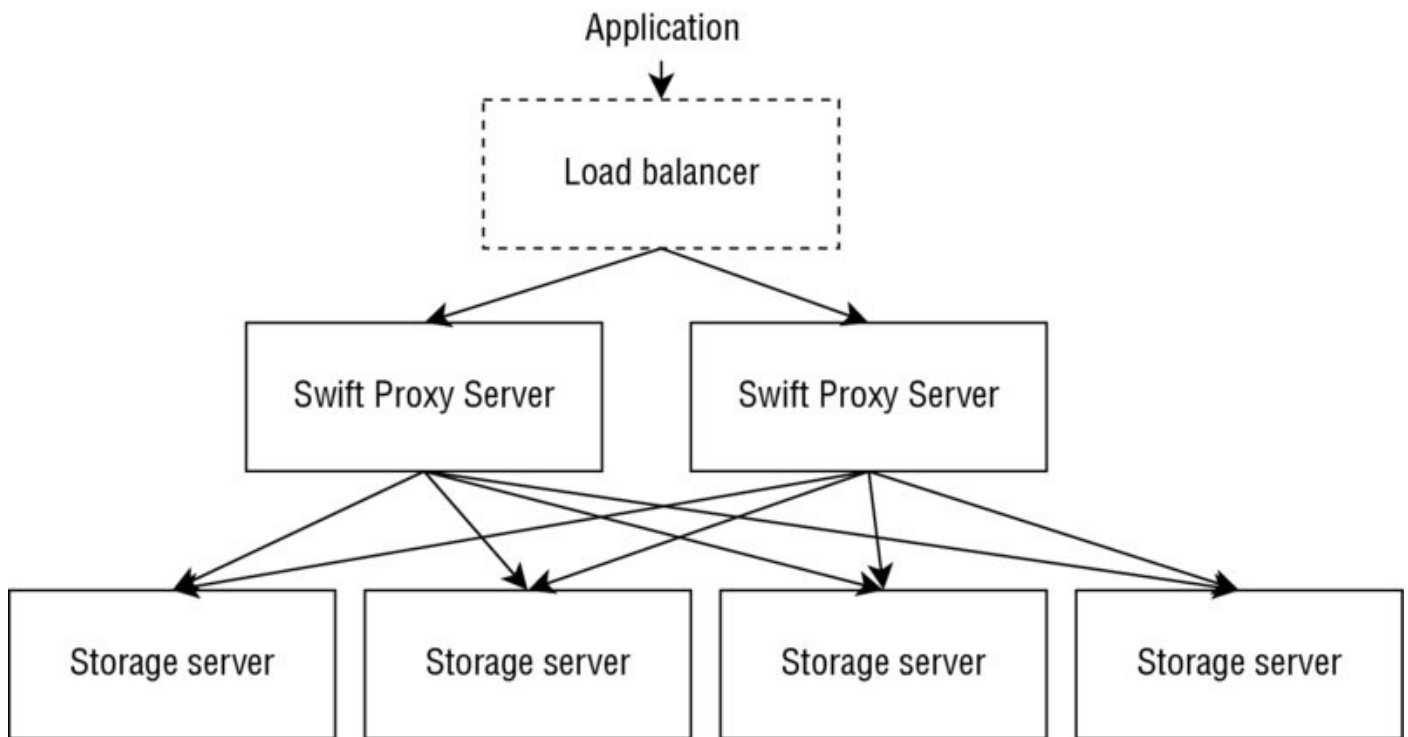 Application
Load balancer
Swift Proxy Server
Swift Proxy Server
Storage server
Storage server
Storage server
Storage server